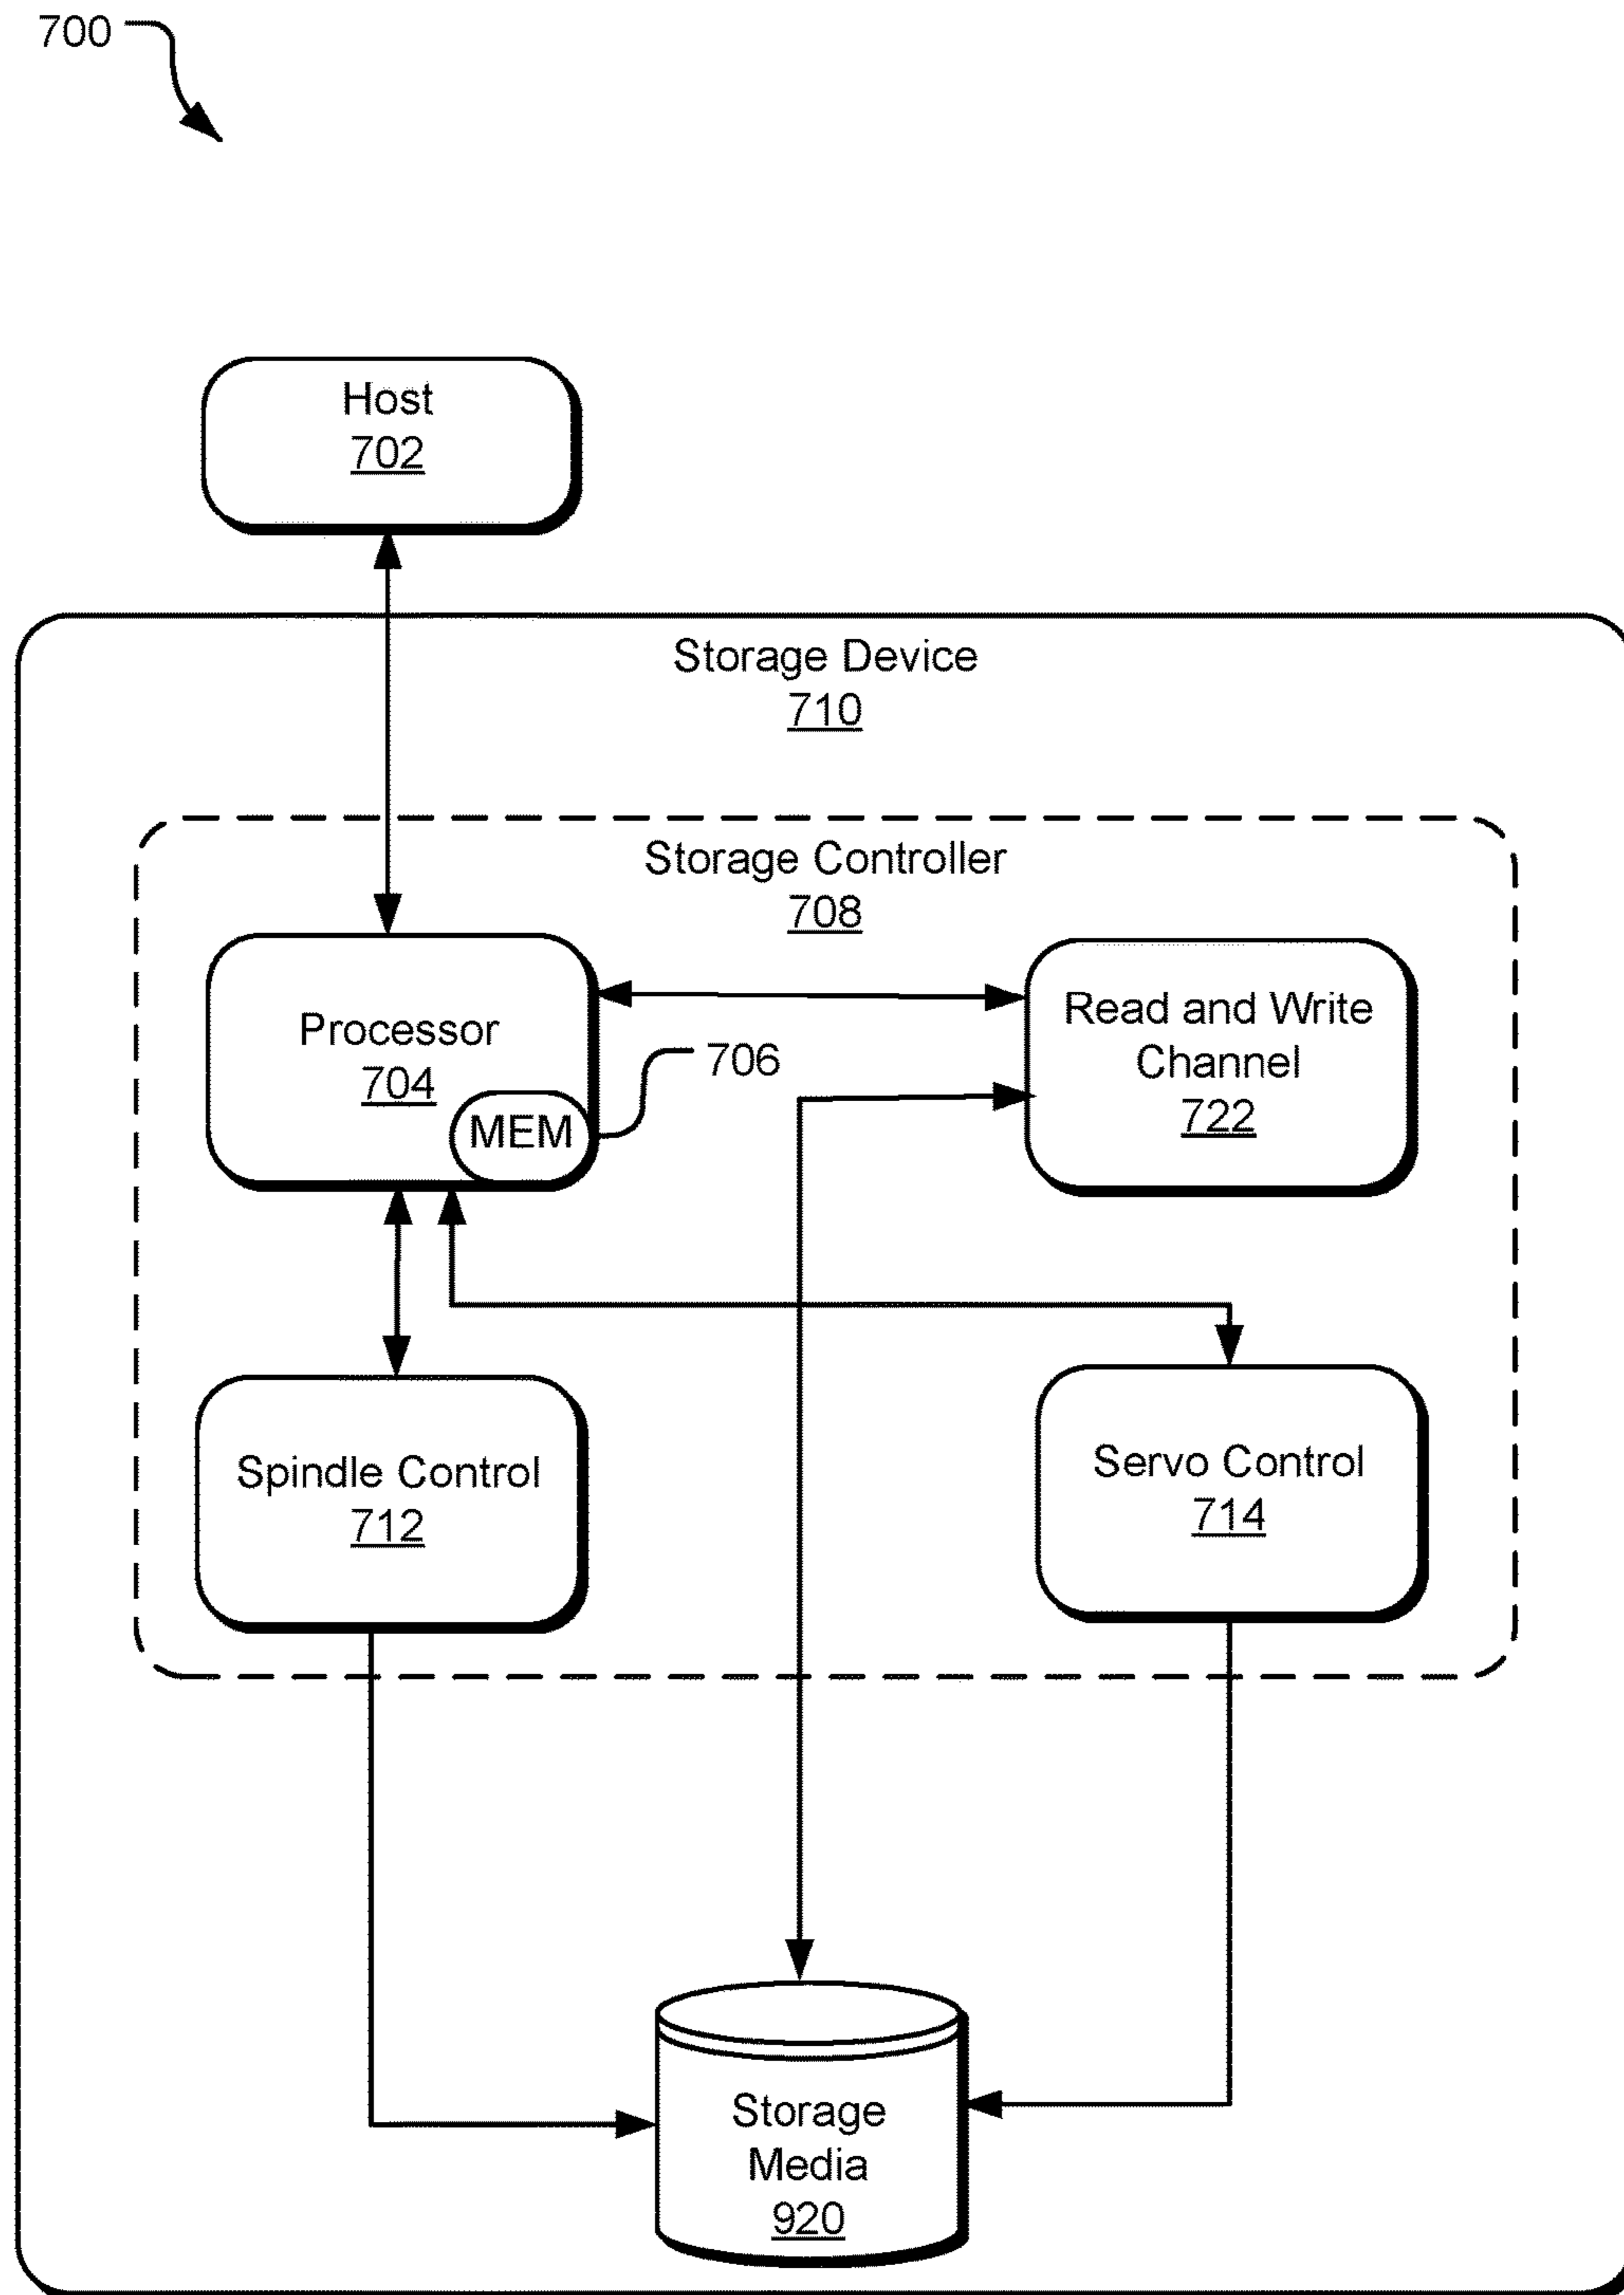 700
Host
702
Storage Device
710
Storage Controller
708
Processor
704
MEM
706
Read and Write
Channel
722
Spindle Control
712
Servo Control
714
Storage
Media
920